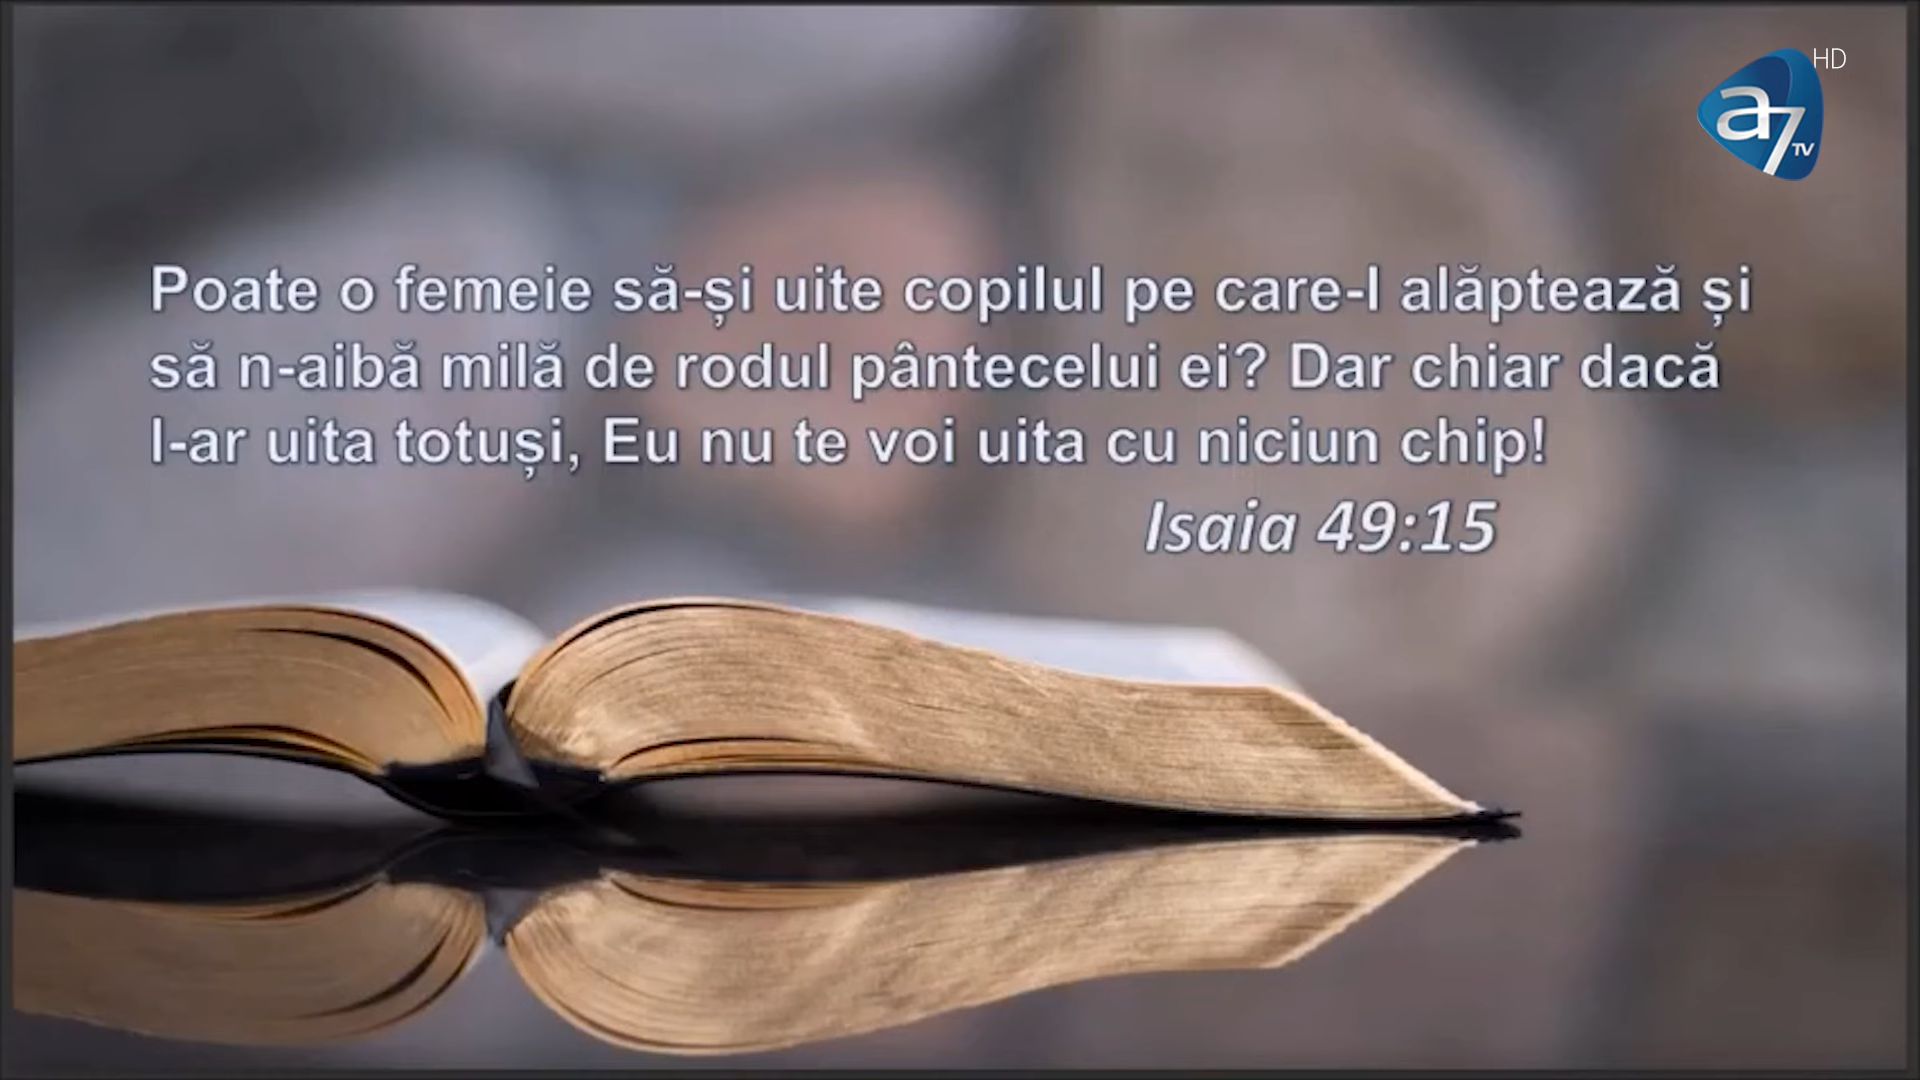 HD
a7 TV
Poate o femeie să-și uite copilul pe care-l alăptează și
să n-aibă milă de rodul pântecelui ei? Dar chiar dacă
l-ar uita totuși, Eu nu te voi uita cu niciun chip!
Isaia 49:15